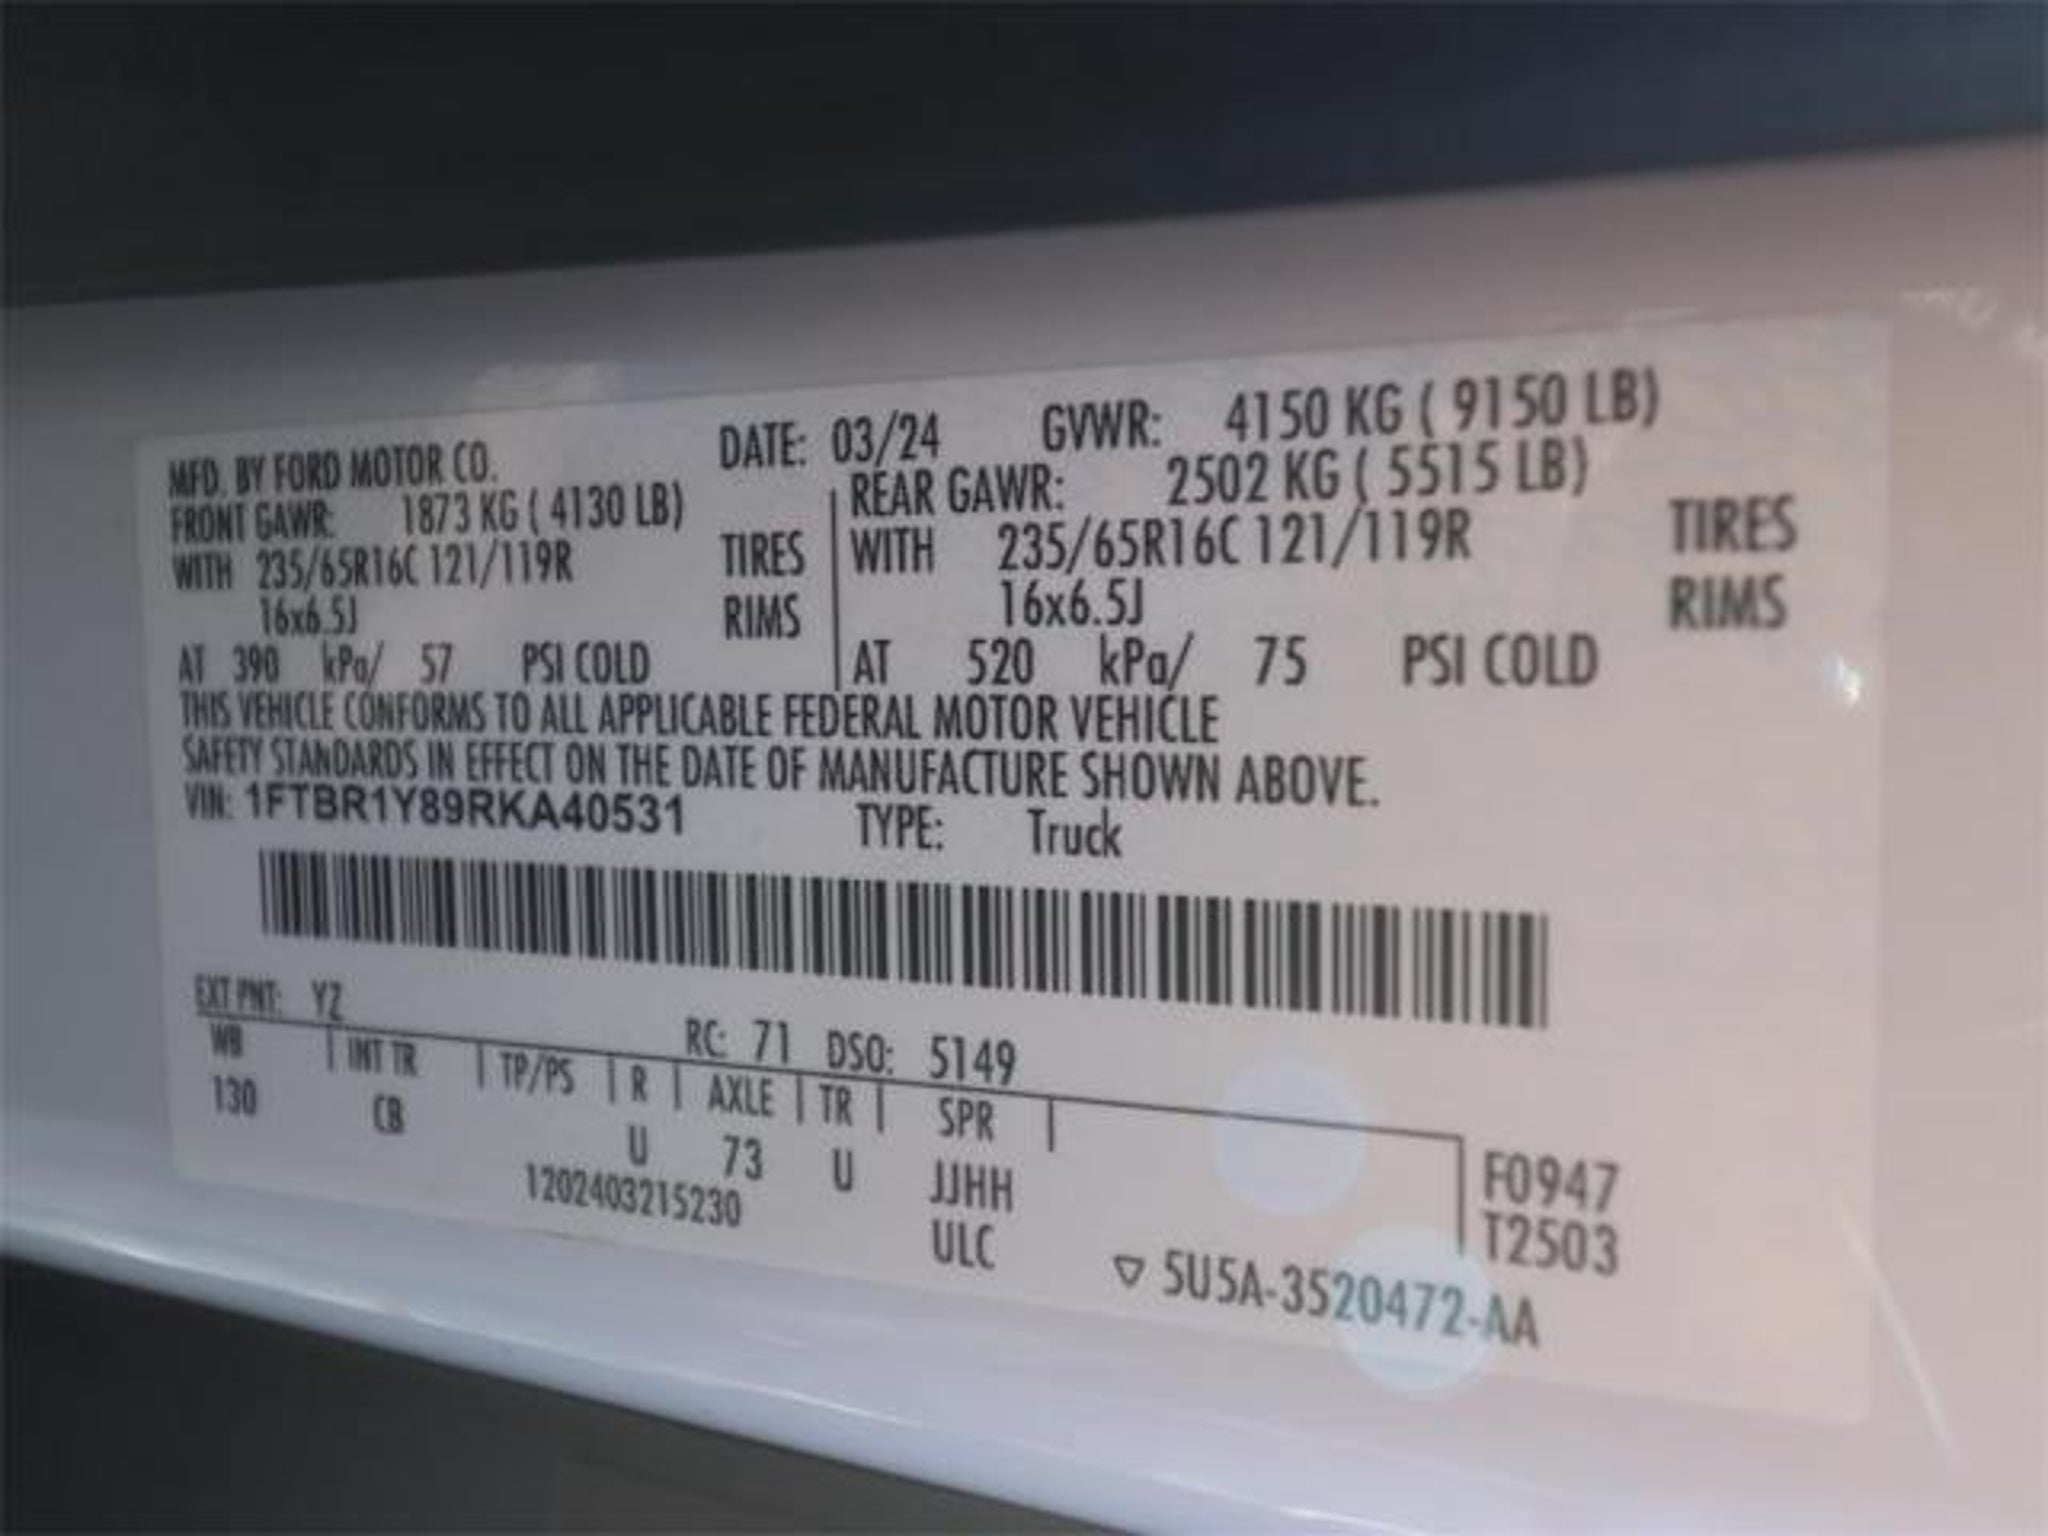 MFD. BY FORD MOTOR CO. DATE: 03/24 GVWR: 4150 KG ( 9150 LB)
FRONT GAWR: 1873 KG ( 4130 LB) REAR GAWR: 2502 KG ( 5515 LB)
WITH 235/65R16C 121/119R TIRES WITH 235/65R16C 121/119R TIRES
16x6.5J RIMS 16x6.5J RIMS
AT 390 kPa/ 57 PSI COLD AT 520 kPa/ 75 PSI COLD
THIS VEHICLE CONFORMS TO ALL APPLICABLE FEDERAL MOTOR VEHICLE
SAFETY STANDARDS IN EFFECT ON THE DATE OF MANUFACTURE SHOWN ABOVE.
VIN: 1FTBR1Y89RKA40531 TYPE: Truck
EXT PNT: YZ RC: 71 DSO: 5149
WB INT TR TP/PS R AXLE TR SPR
130 CB U 73 U JJHH F0947
1202403215230 ULC T2503
▽ 5U5A-3520472-AA